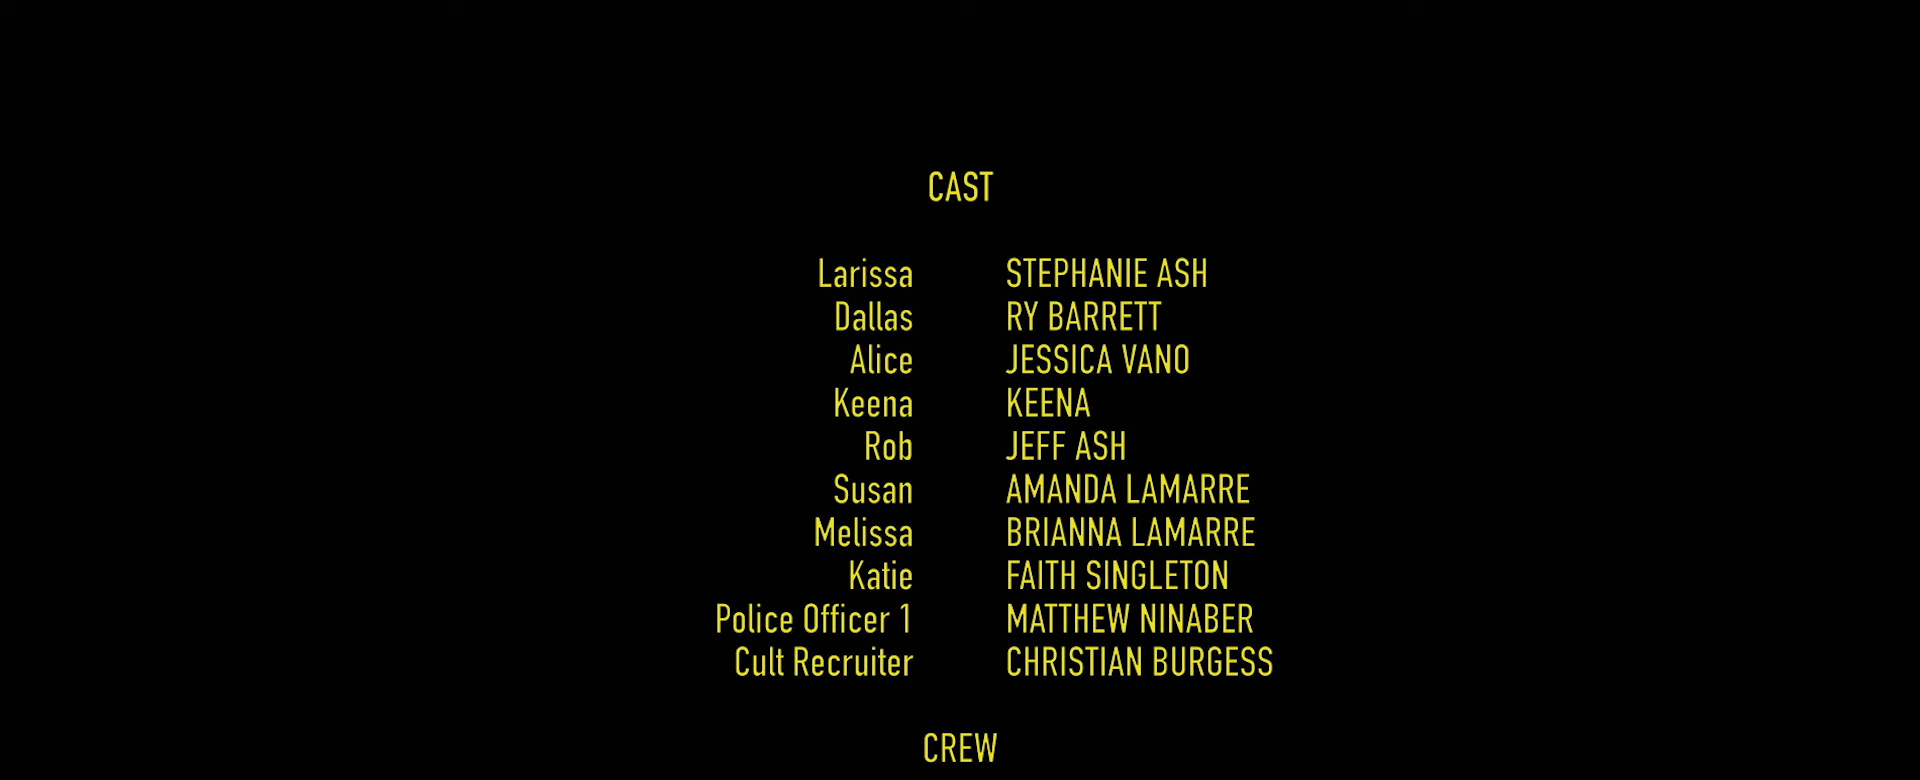 CAST
Larissa STEPHANIE ASH
Dallas RY BARRETT
Alice JESSICA VANO
Keena KEENA
Rob JEFF ASH
Susan AMANDA LAMARRE
Melissa BRIANNA LAMARRE
Katie FAITH SINGLETON
Police Officer 1 MATTHEW NINABER
Cult Recruiter CHRISTIAN BURGESS
CREW